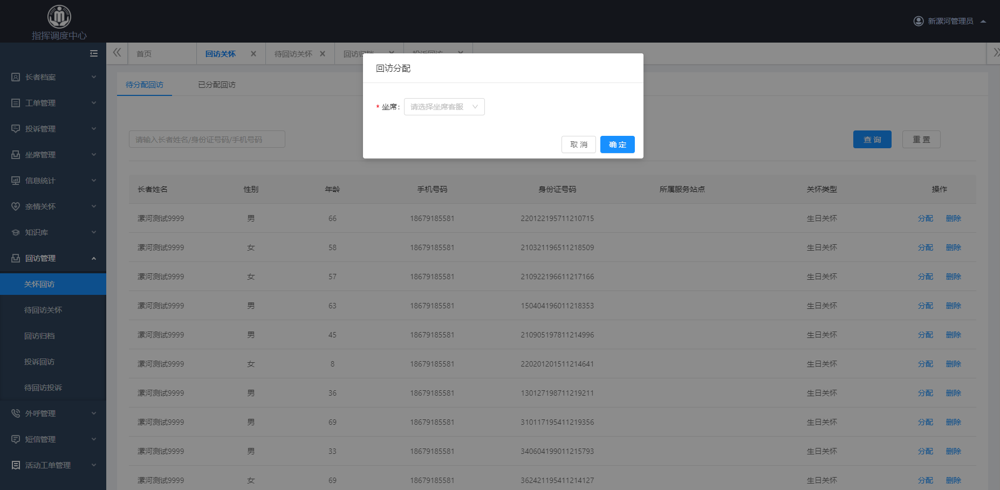 指挥调度中心
新漯河管理员
长者档案
工单管理
投诉管理
坐席管理
信息统计
亲情关怀
知识库
回访管理
关怀回访
待回访关怀
回访归档
投诉回访
待回访投诉
外呼管理
短信管理
活动工单管理
首页 回访关怀 待回访关怀 回访归档 投诉回访
待分配回访 已分配回访
回访分配
* 坐席: 请选择坐席客服
取 消 确 定
请输入长者姓名/身份证号码/手机号码 查 询 重 置
长者姓名 性别 年龄 手机号码 身份证号码 所属服务站点 关怀类型 操作
漯河测试9999 男 66 18679185581 220122195711210715 生日关怀 分配 删除
漯河测试9999 女 58 18679185581 210321196511218509 生日关怀 分配 删除
漯河测试9999 女 57 18679185581 210922196611217166 生日关怀 分配 删除
漯河测试9999 男 63 18679185581 150404196011218353 生日关怀 分配 删除
漯河测试9999 男 45 18679185581 210905197811214996 生日关怀 分配 删除
漯河测试9999 女 8 18679185581 220201201511214641 生日关怀 分配 删除
漯河测试9999 男 36 18679185581 130127198711219211 生日关怀 分配 删除
漯河测试9999 男 69 18679185581 310117195411219356 生日关怀 分配 删除
漯河测试9999 男 33 18679185581 340604199011215793 生日关怀 分配 删除
漯河测试9999 女 69 18679185581 362421195411214127 生日关怀 分配 删除